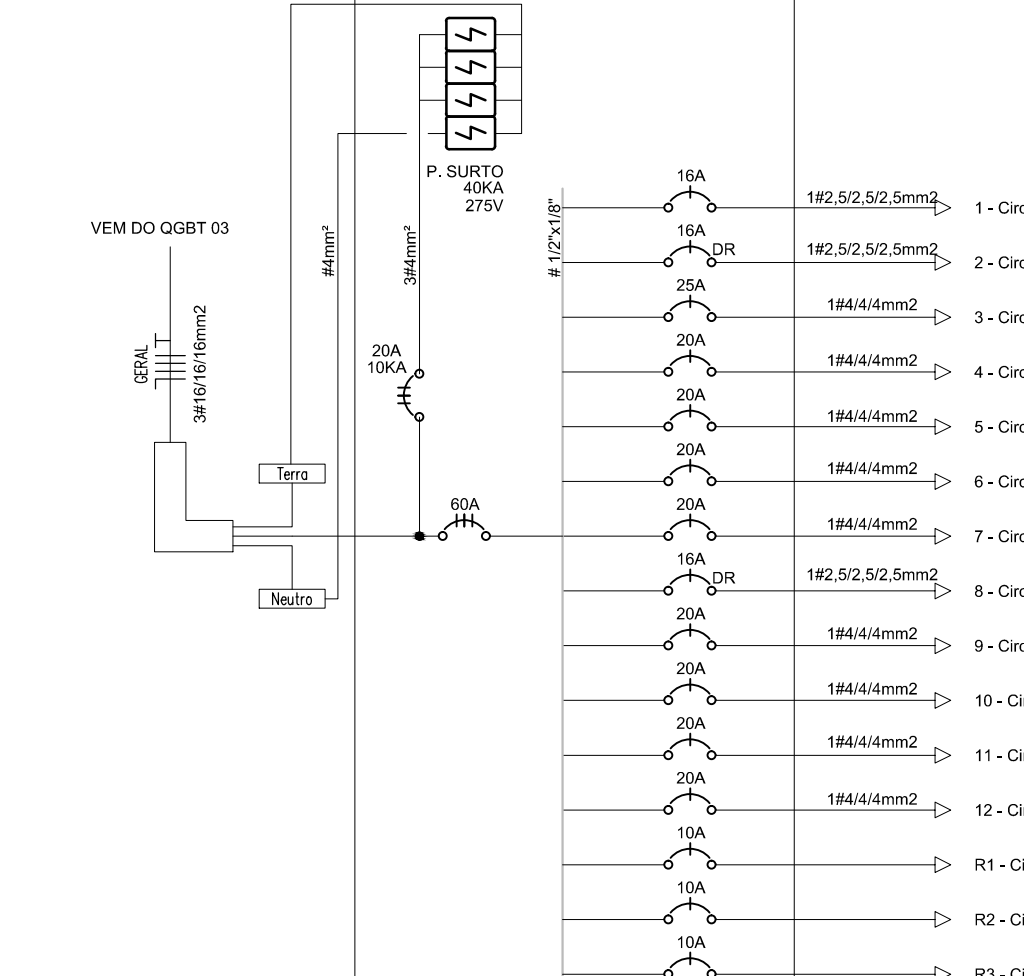 P. SURTO
40KA
275V
VEM DO QGBT 03
GERAL
3#16/16/16mm2
#4mm²
3#4mm²
# 1/2"x1/8"
20A
10KA
Terra
60A
Neutro
16A
1#2,5/2,5/2,5mm2
1 - Circ
16A
DR
1#2,5/2,5/2,5mm2
2 - Circ
25A
1#4/4/4mm2
3 - Circ
20A
1#4/4/4mm2
4 - Circ
20A
1#4/4/4mm2
5 - Circ
20A
1#4/4/4mm2
6 - Circ
20A
1#4/4/4mm2
7 - Circ
16A
DR
1#2,5/2,5/2,5mm2
8 - Circ
20A
1#4/4/4mm2
9 - Circ
20A
1#4/4/4mm2
10 - Ci
20A
1#4/4/4mm2
11 - Ci
20A
1#4/4/4mm2
12 - Ci
10A
R1 - Ci
10A
R2 - Ci
10A
R3 - Ci